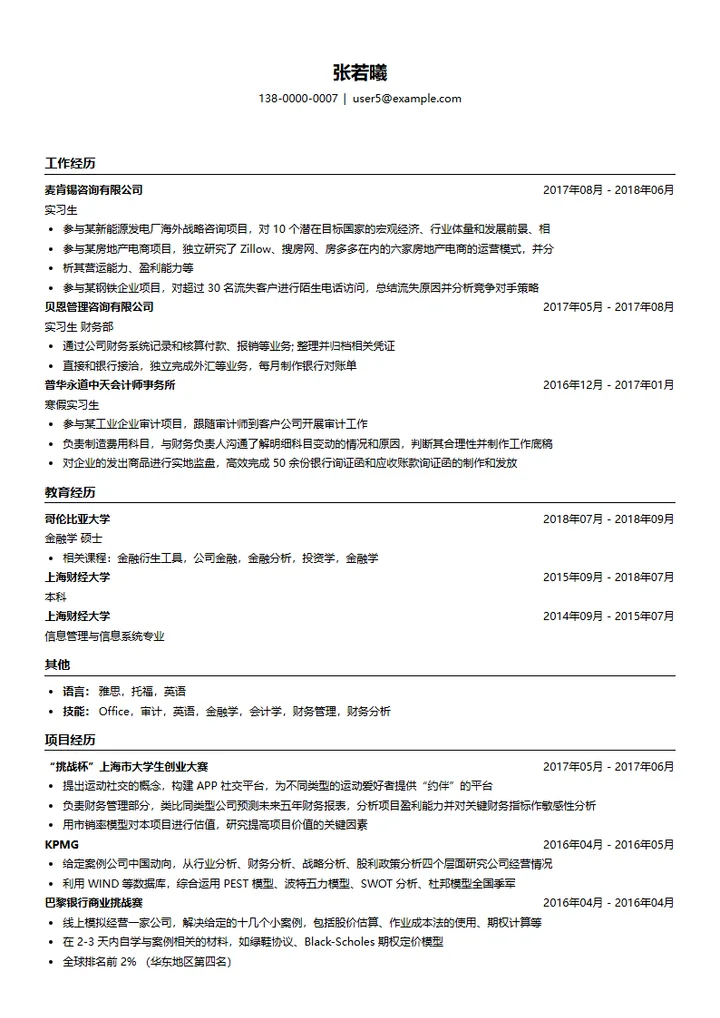 张若曦
138-0000-0007 | user5@example.com
工作经历
麦肯锡咨询有限公司 2017年08月 - 2018年06月
实习生
• 参与某新能源发电厂海外战略咨询项目，对 10 个潜在目标国家的宏观经济、行业体量和发展前景、相
• 参与某房地产电商项目，独立研究了 Zillow、搜房网、房多多在内的六家房地产电商的运营模式，并分
• 析其营运能力、盈利能力等
• 参与某钢铁企业项目，对超过 30 名流失客户进行陌生电话访问，总结流失原因并分析竞争对手策略
贝恩管理咨询有限公司 2017年05月 - 2017年08月
实习生 财务部
• 通过公司财务系统记录和核算付款、报销等业务; 整理并归档相关凭证
• 直接和银行接洽，独立完成外汇等业务，每月制作银行对账单
普华永道中天会计师事务所 2016年12月 - 2017年01月
寒假实习生
• 参与某工业企业审计项目，跟随审计师到客户公司开展审计工作
• 负责制造费用科目，与财务负责人沟通了解明细科目变动的情况和原因，判断其合理性并制作工作底稿
• 对企业的发出商品进行实地监盘，高效完成 50 余份银行询证函和应收账款询证函的制作和发放
教育经历
哥伦比亚大学 2018年07月 - 2018年09月
金融学 硕士
• 相关课程：金融衍生工具，公司金融，金融分析，投资学，金融学
上海财经大学 2015年09月 - 2018年07月
本科
上海财经大学 2014年09月 - 2015年07月
信息管理与信息系统专业
其他
• 语言： 雅思，托福，英语
• 技能： Office，审计，英语，金融学，会计学，财务管理，财务分析
项目经历
“挑战杯”上海市大学生创业大赛 2017年05月 - 2017年06月
• 提出运动社交的概念，构建 APP 社交平台，为不同类型的运动爱好者提供“约伴”的平台
• 负责财务管理部分，类比同类型公司预测未来五年财务报表，分析项目盈利能力并对关键财务指标作敏感性分析
• 用市销率模型对本项目进行估值，研究提高项目价值的关键因素
KPMG 2016年04月 - 2016年05月
• 给定案例公司中国动向，从行业分析、财务分析、战略分析、股利政策分析四个层面研究公司经营情况
• 利用 WIND 等数据库，综合运用 PEST 模型、波特五力模型、SWOT 分析、杜邦模型全国季军
巴黎银行商业挑战赛 2016年04月 - 2016年04月
• 线上模拟经营一家公司，解决给定的十几个小案例，包括股价估算、作业成本法的使用、期权计算等
• 在 2-3 天内自学与案例相关的材料，如绿鞋协议、Black-Scholes 期权定价模型
• 全球排名前 2% （华东地区第四名）